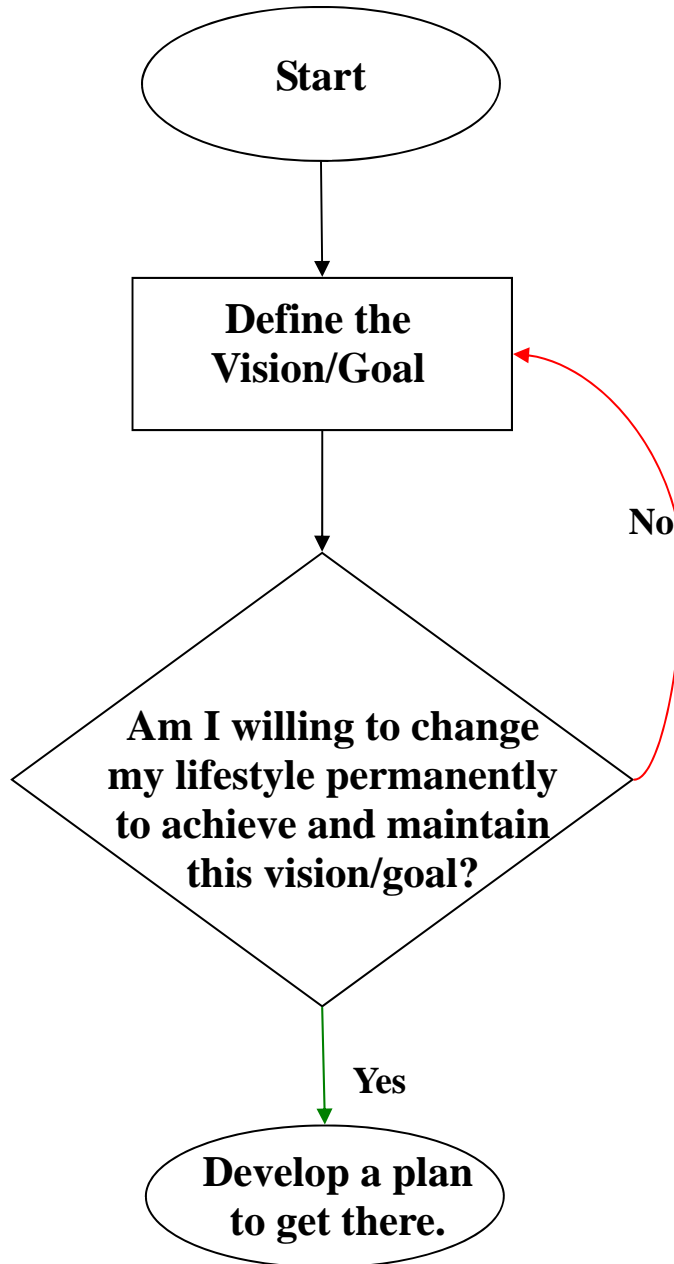 Start
Define the
Vision/Goal
No
Am I willing to change
my lifestyle permanently
to achieve and maintain
this vision/goal?
Yes
Develop a plan
to get there.